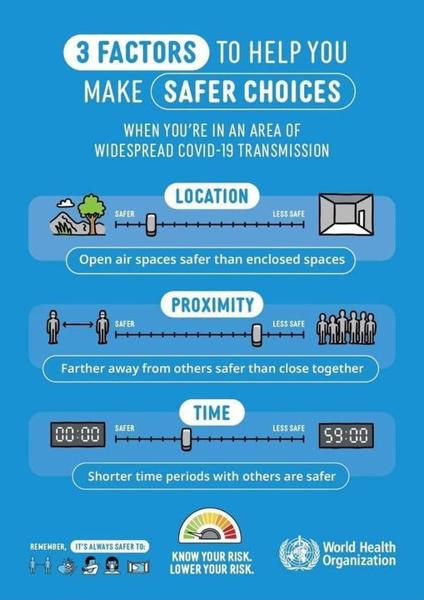 3 FACTORS TO HELP YOU
MAKE SAFER CHOICES
WHEN YOU'RE IN AN AREA OF
WIDESPREAD COVID-19 TRANSMISSION
LOCATION
SAFER LESS SAFE
Open air spaces safer than enclosed spaces
PROXIMITY
SAFER LESS SAFE
Farther away from others safer than close together
TIME
00:00 SAFER LESS SAFE 59:00
Shorter time periods with others are safer
REMEMBER, IT'S ALWAYS SAFER TO:
KNOW YOUR RISK.
LOWER YOUR RISK.
World Health
Organization